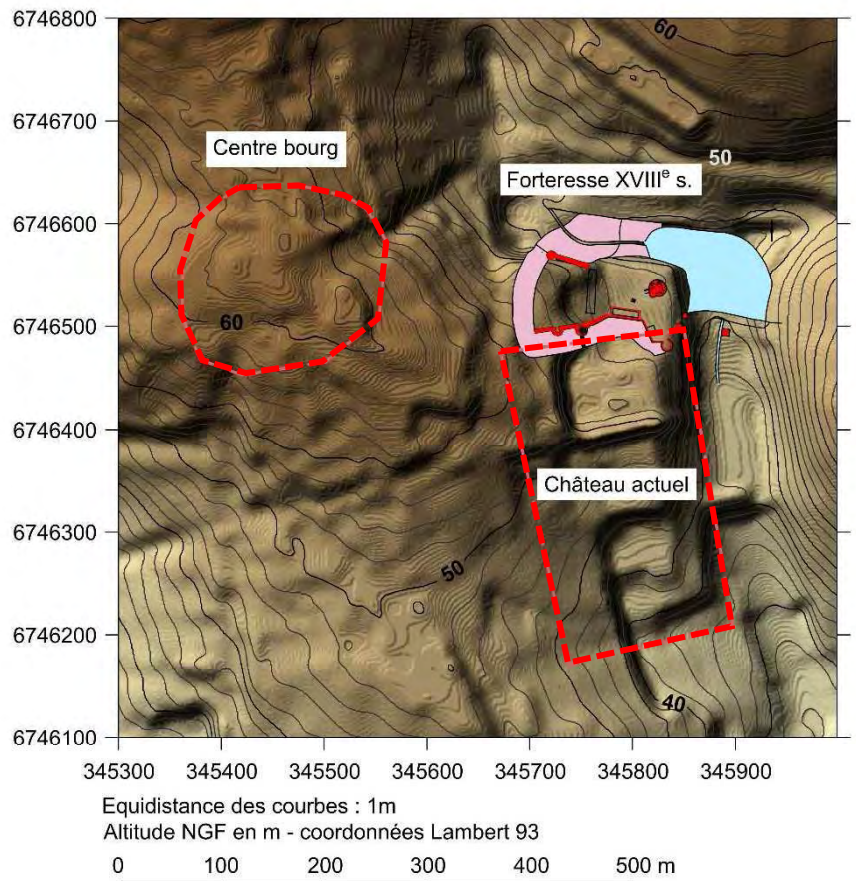 6746800
60
6746700
Centre bourg
50
Forteresse XVIIIe s.
6746600
6746500
60
6746400
Château actuel
6746300
50
6746200
40
6746100
345300 345400 345500 345600 345700 345800 345900
Equidistance des courbes : 1m
Altitude NGF en m - coordonnées Lambert 93
0 100 200 300 400 500 m